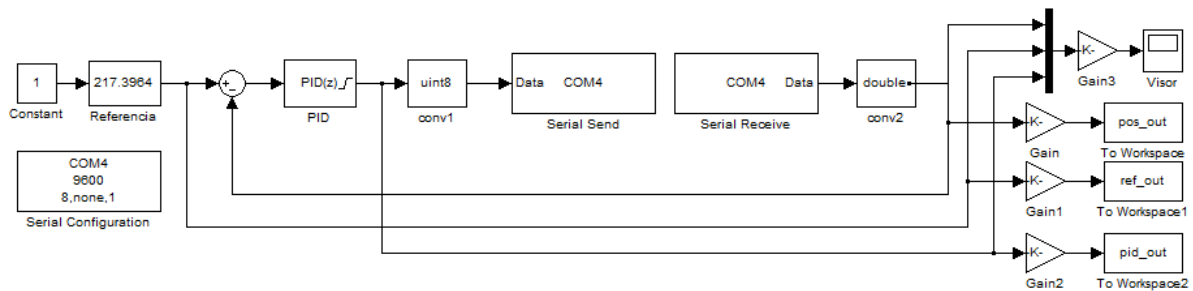 1
Constant
217.3964
Referencia
+
-
PID(z)
PID
uint8
conv1
Data
COM4
Serial Send
COM4
Data
Serial Receive
double
conv2
K-
Gain3
Visor
K-
Gain
pos_out
To Workspace
K-
Gain1
ref_out
To Workspace1
K-
Gain2
pid_out
To Workspace2
COM4
9600
8,none,1
Serial Configuration